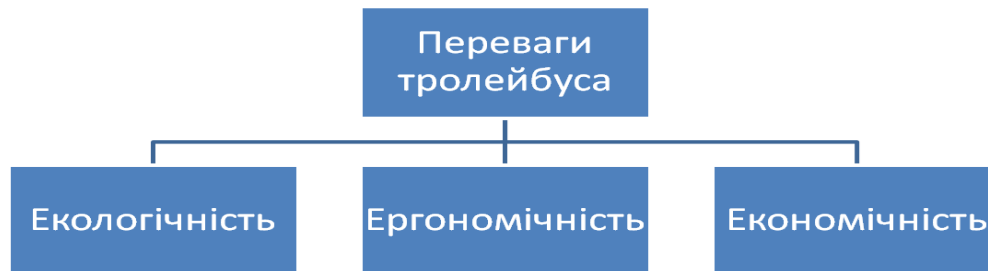 Переваги
тролейбуса
Екологічність
Ергономічність
Економічність